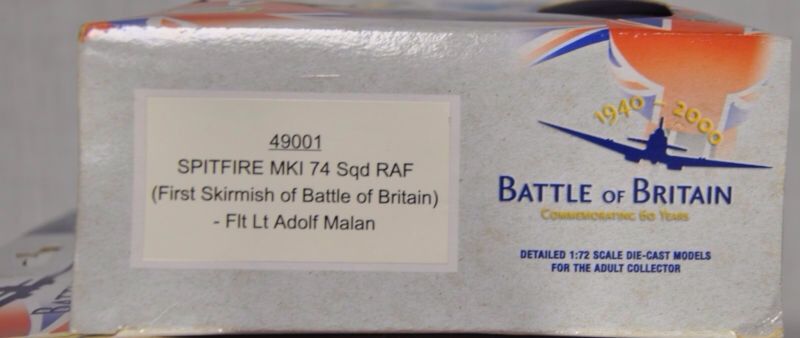 49001
SPITFIRE MKI 74 Sqd RAF
(First Skirmish of Battle of Britain)
- Flt Lt Adolf Malan
1940 - 2000
BATTLE OF BRITAIN
COMMEMORATING 60 YEARS
DETAILED 1:72 SCALE DIE-CAST MODELS
FOR THE ADULT COLLECTOR